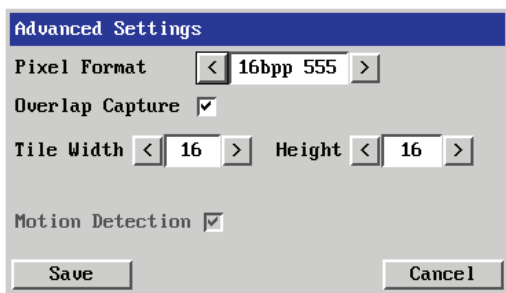 Advanced Settings
Pixel Format < 16bpp 555 >
Overlap Capture
Tile Width < 16 > Height < 16 >
Motion Detection
Save Cancel